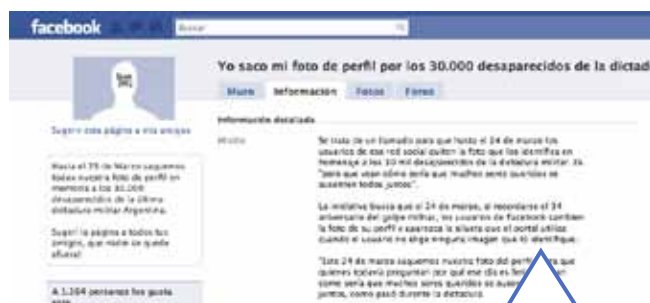 facebook
Buscar
Yo saco mi foto de perfil por los 30.000 desaparecidos de la dictad
Muro Información Fotos Foros
Sugerir esta página a mis amigos
Información detallada
Se trata de un llamado para que hasta el 24 de marzo los
usuarios de esa red social quiten la foto que los identifica en
homenaje a los 30 mil desaparecidos de la dictadura militar.
"para que vean cómo sería que muchos seres queridos se
ausenten todos juntos".
Hacia el 24 de Marzo saquemos
todos nuestra foto de perfil en
memoria a los 30.000
desaparecidos de la última
dictadura militar Argentina.
Sugerí la página a todos tus
amigos, que nadie se quede
afuera!
La iniciativa busca que el 24 de marzo, al recordarse el 34
aniversario del golpe militar, los usuarios de Facebook cambien
la foto de su perfil y aparezca la silueta que el portal utiliza
cuando el usuario no elige ninguna imagen que lo identifique.
"Este 24 de marzo saquemos nuestra foto del perfil para que
quienes todavía preguntan por qué ese día es
como sería que muchos seres queridos se
juntos, como pasó durante la dictadura.
A 1.204 personas les gusta
esto